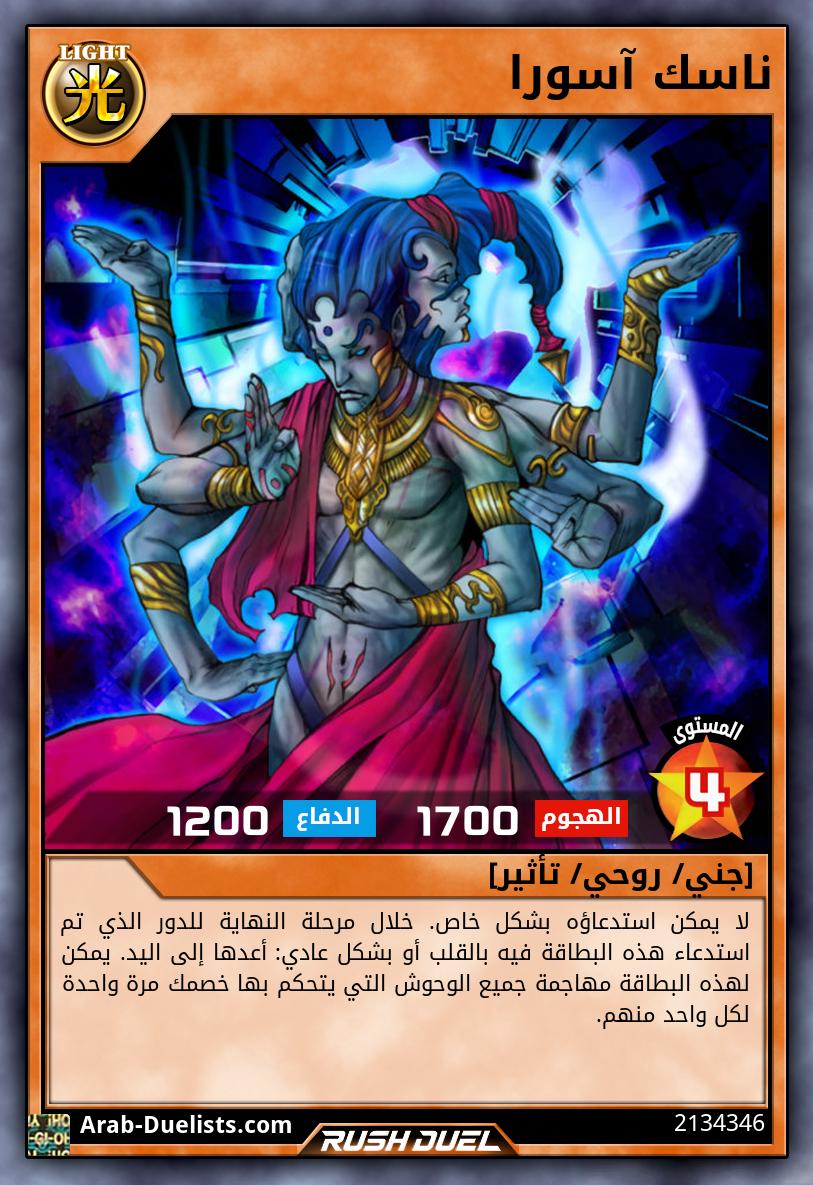 LIGHT
光
ناسك آسورا
المستوى
4
الهجوم 1700 الدفاع 1200
[جني/ روحي/ تأثير]
لا يمكن استدعاؤه بشكل خاص. خلال مرحلة النهاية للدور الذي تم
استدعاء هذه البطاقة فيه بالقلب أو بشكل عادي: أعدها إلى اليد. يمكن
لهذه البطاقة مهاجمة جميع الوحوش التي يتحكم بها خصمك مرة واحدة
لكل واحد منهم.
Arab-Duelists.com
RUSH DUEL
2134346